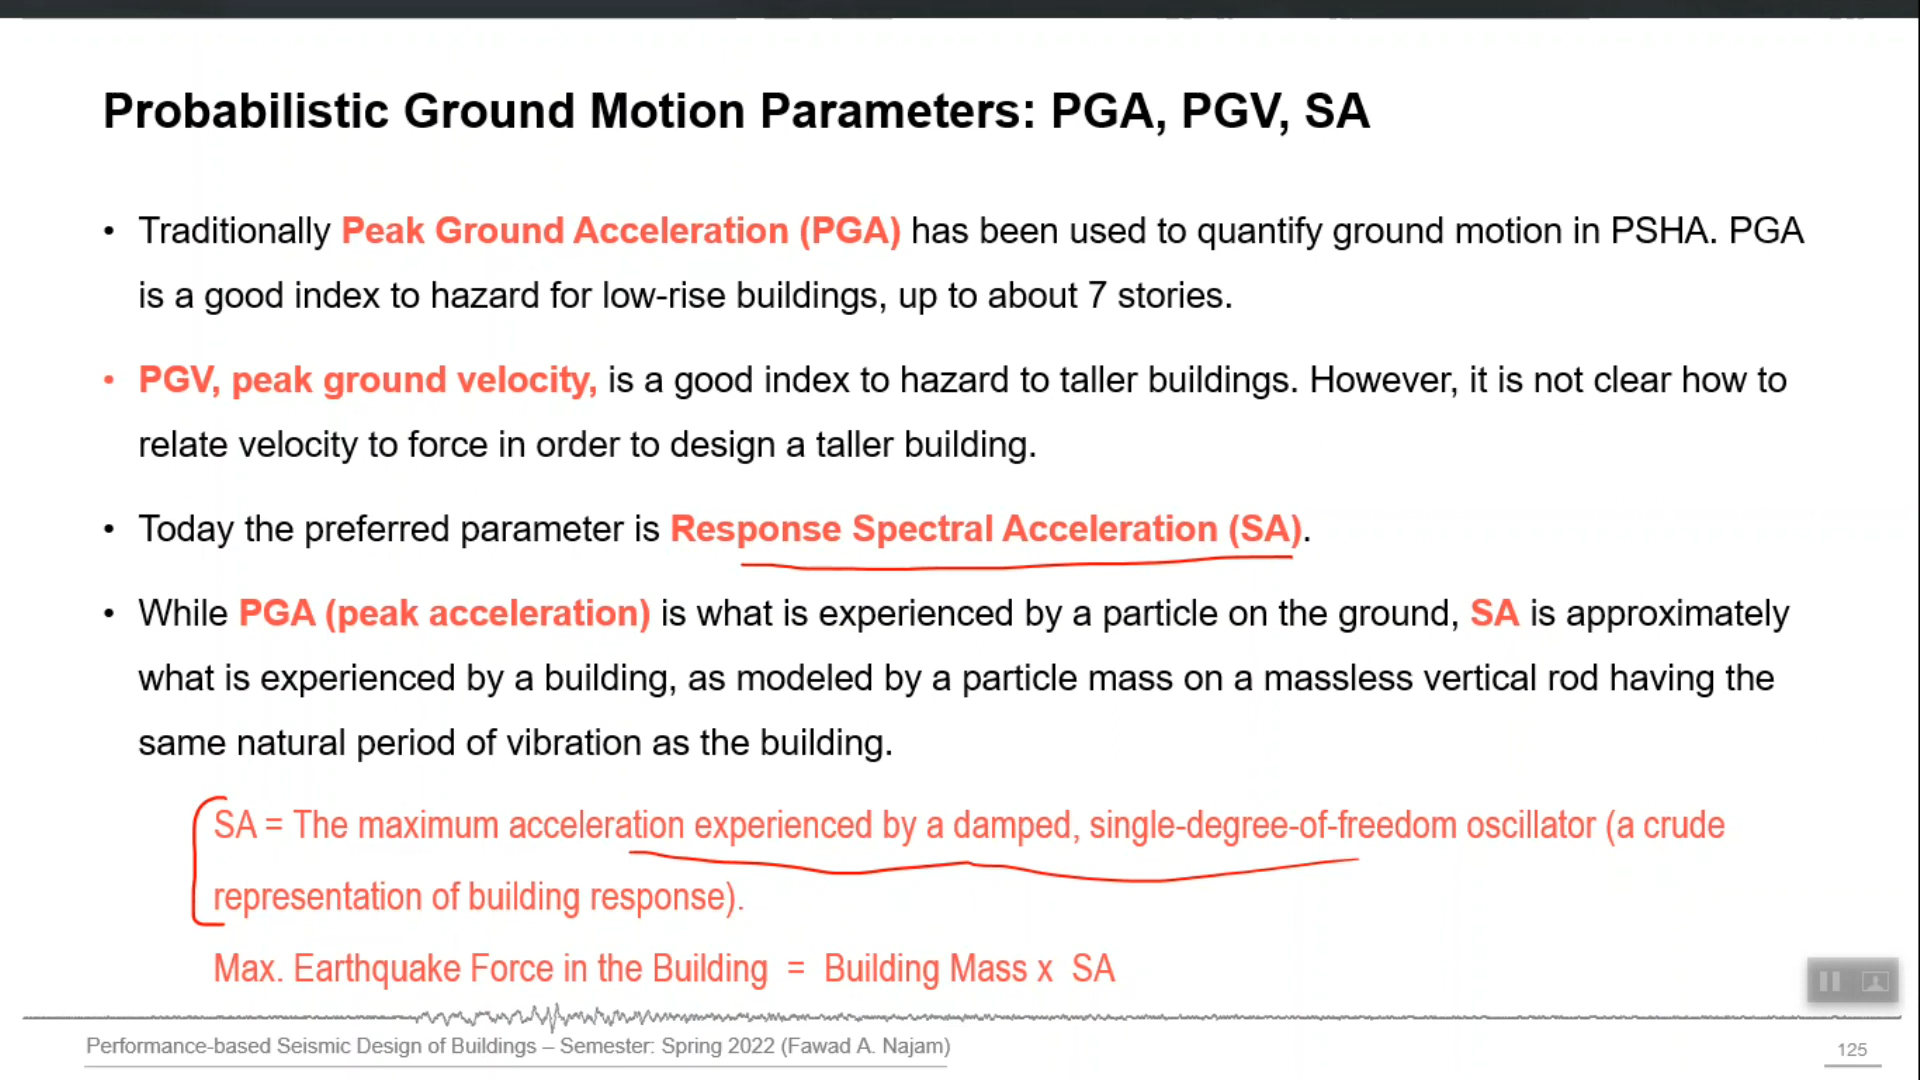 Probabilistic Ground Motion Parameters: PGA, PGV, SA
• Traditionally Peak Ground Acceleration (PGA) has been used to quantify ground motion in PSHA. PGA
is a good index to hazard for low-rise buildings, up to about 7 stories.
• PGV, peak ground velocity, is a good index to hazard to taller buildings. However, it is not clear how to
relate velocity to force in order to design a taller building.
• Today the preferred parameter is Response Spectral Acceleration (SA).
• While PGA (peak acceleration) is what is experienced by a particle on the ground, SA is approximately
what is experienced by a building, as modeled by a particle mass on a massless vertical rod having the
same natural period of vibration as the building.
SA = The maximum acceleration experienced by a damped, single-degree-of-freedom oscillator (a crude
representation of building response).
Max. Earthquake Force in the Building = Building Mass x SA
Performance-based Seismic Design of Buildings – Semester: Spring 2022 (Fawad A. Najam)
125